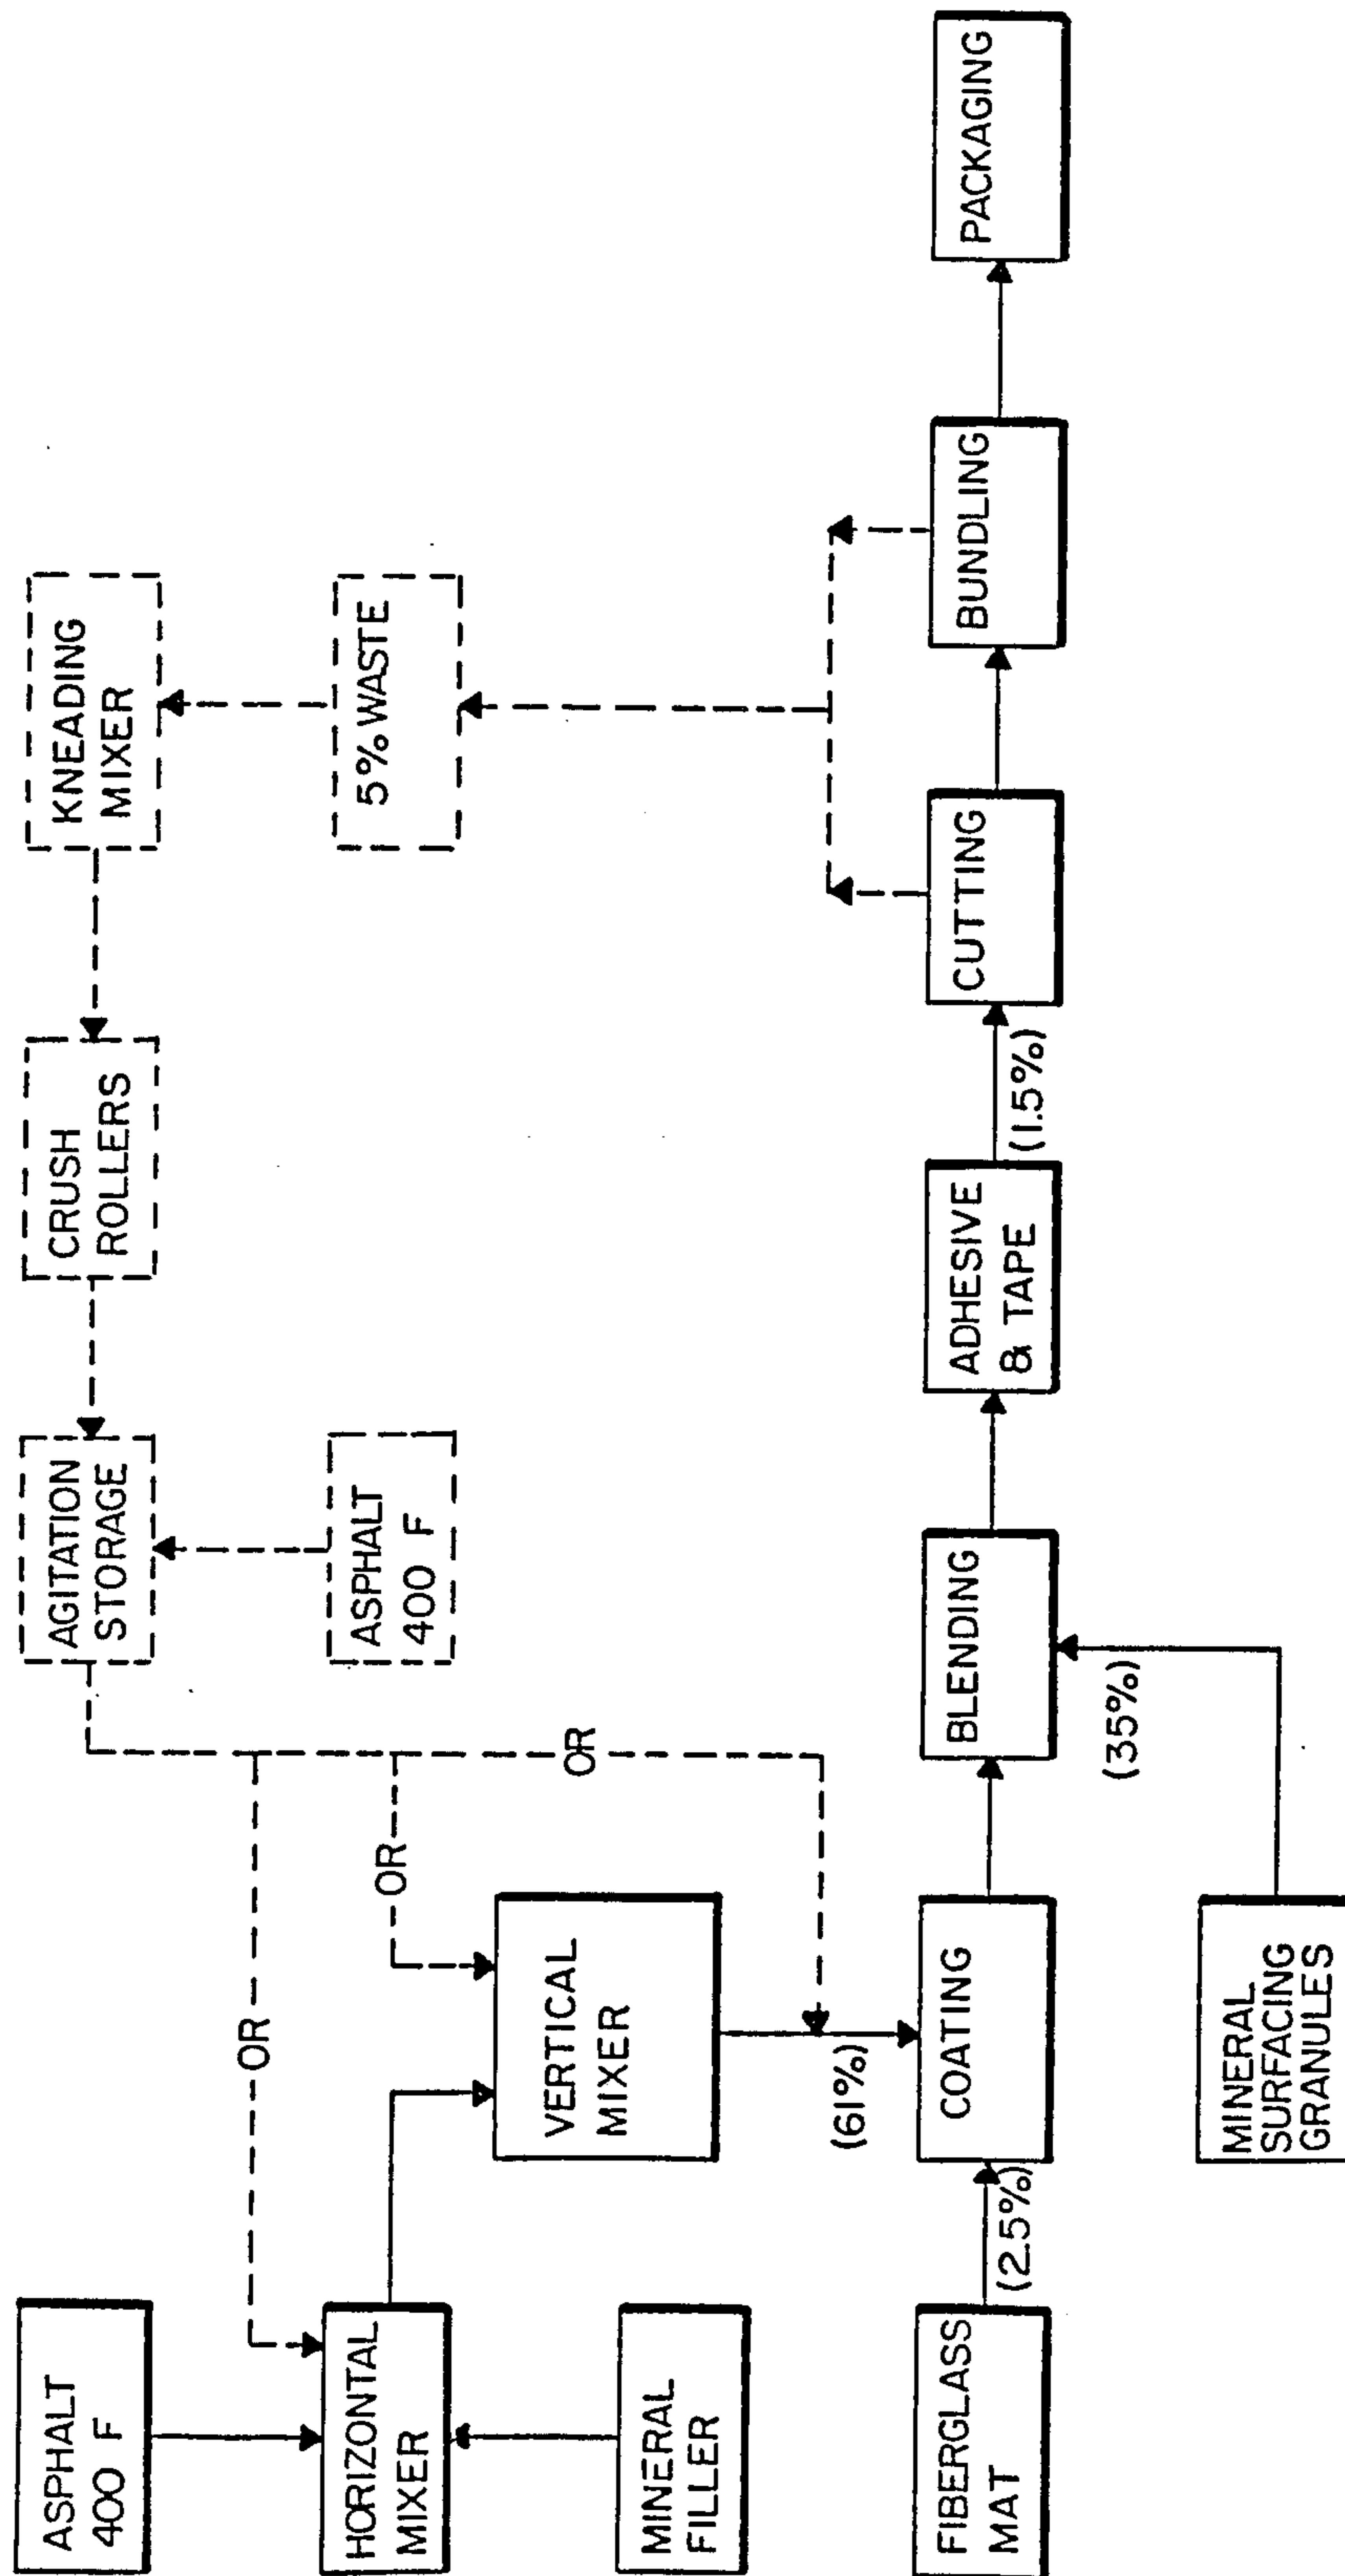 ASPHALT
400 F
HORIZONTAL
MIXER
MINERAL
FILLER
OR
OR
OR
VERTICAL
MIXER
(61%)
AGITATION
STORAGE
ASPHALT
400 F
CRUSH
ROLLERS
KNEADING
MIXER
5% WASTE
FIBERGLASS
MAT
(2.5%)
COATING
MINERAL
SURFACING
GRANULES
(35%)
BLENDING
ADHESIVE
& TAPE
(1.5%)
CUTTING
BUNDLING
PACKAGING